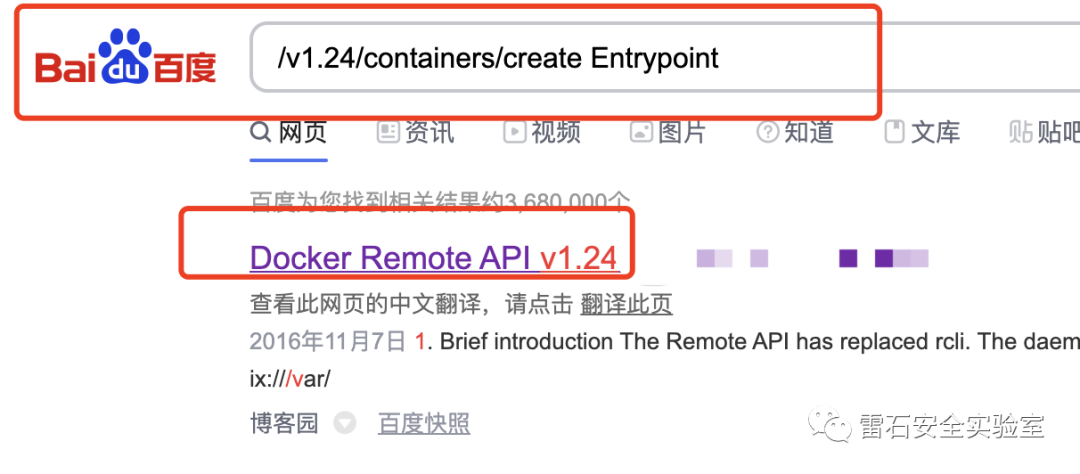 Bai du 百度
/v1.24/containers/create Entrypoint
网页 资讯 视频 图片 知道 文库 贴 贴吧
百度为您找到相关结果约3,680,000个
Docker Remote API v1.24
查看此网页的中文翻译，请点击 翻译此页
2016年11月7日 1. Brief introduction The Remote API has replaced rcli. The daem
ix:///var/
博客园 百度快照
雷石安全实验室